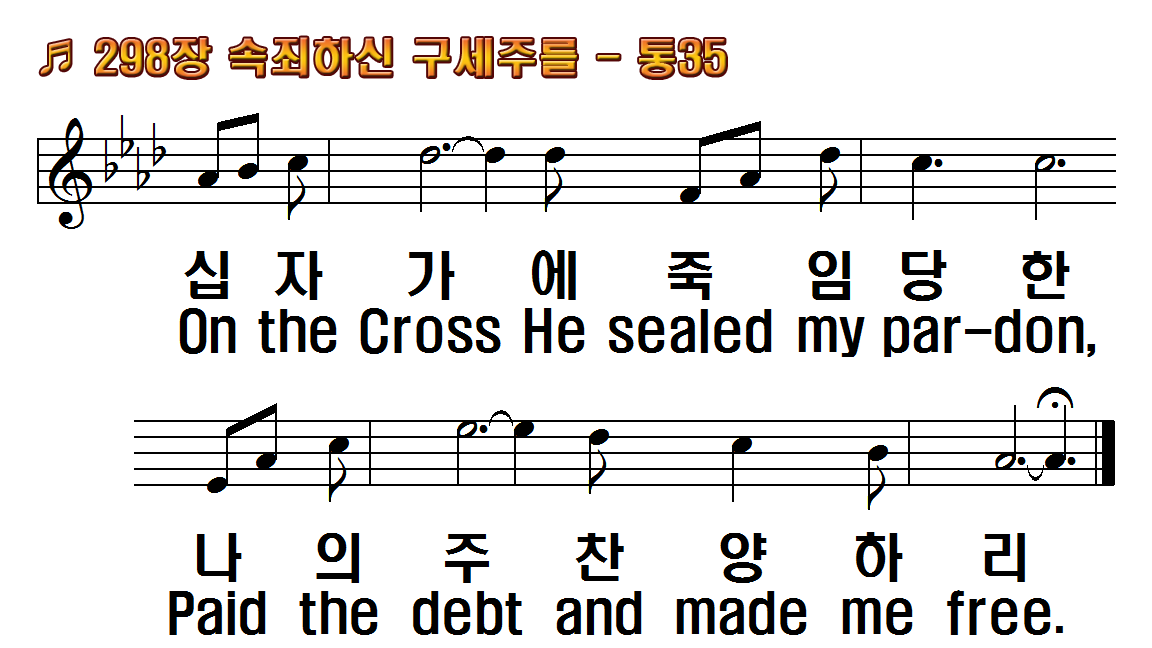 ♬ 298장 속죄하신 구세주를 - 통35
십 자 가 에 죽 임 당 한
On the Cross He sealed my par-don,
나 의 주 찬 양 하 리
Paid the debt and made me free.